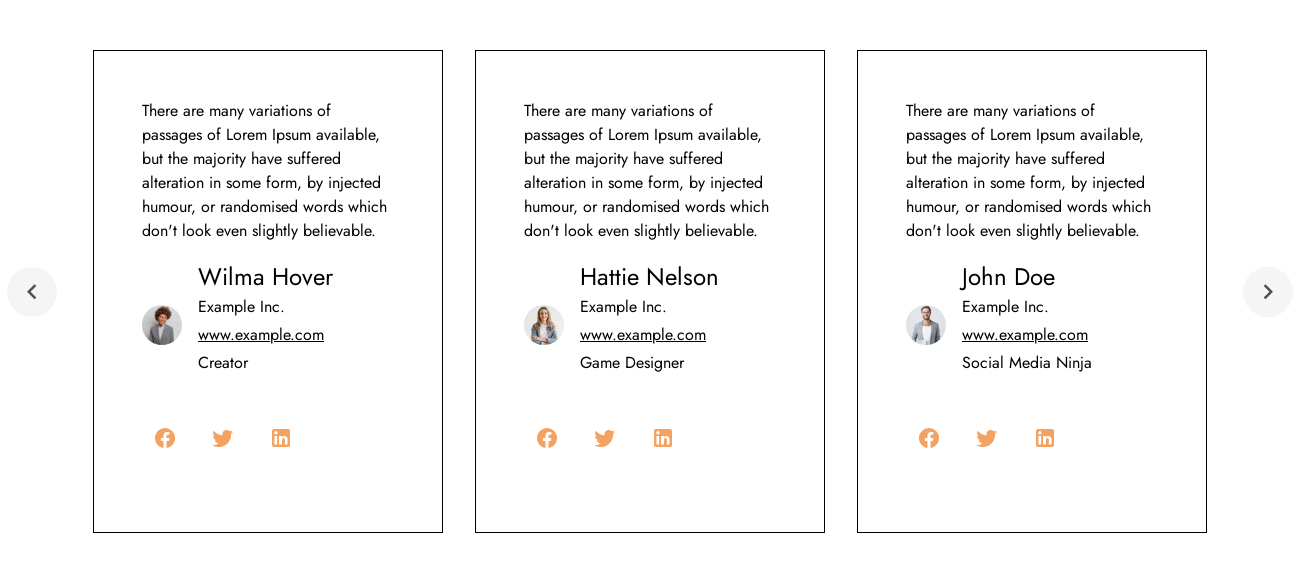 There are many variations of
passages of Lorem Ipsum available,
but the majority have suffered
alteration in some form, by injected
humour, or randomised words which
don't look even slightly believable.
Wilma Hover
Example Inc.
www.example.com
Creator
There are many variations of
passages of Lorem Ipsum available,
but the majority have suffered
alteration in some form, by injected
humour, or randomised words which
don't look even slightly believable.
Hattie Nelson
Example Inc.
www.example.com
Game Designer
There are many variations of
passages of Lorem Ipsum available,
but the majority have suffered
alteration in some form, by injected
humour, or randomised words which
don't look even slightly believable.
John Doe
Example Inc.
www.example.com
Social Media Ninja